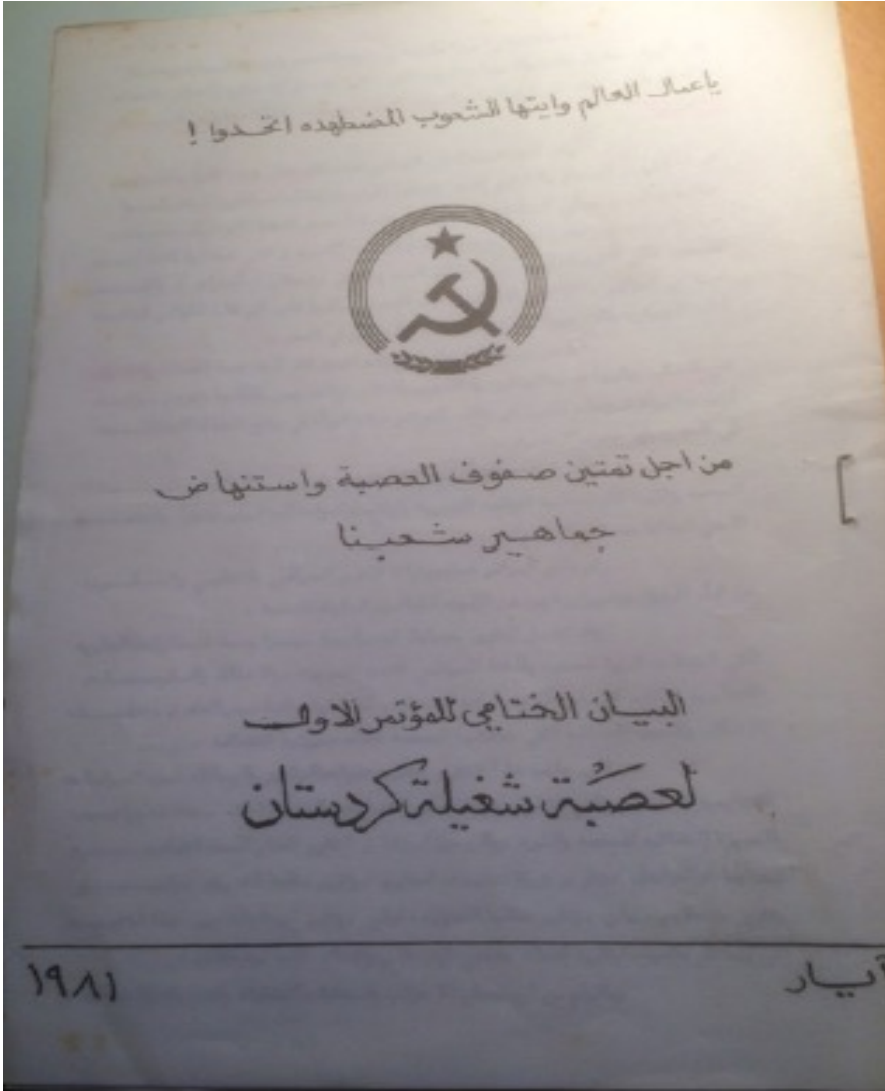 ياعمال العالم وايتها الشعوب المضطهده اتحدوا !
من اجل تمتين صفوف العصبة واستنهاض
جماهير شعبنا
البيان الختامي للمؤتمر الاول
لعصبة شغيلة كردستان
آيار ١٩٨١